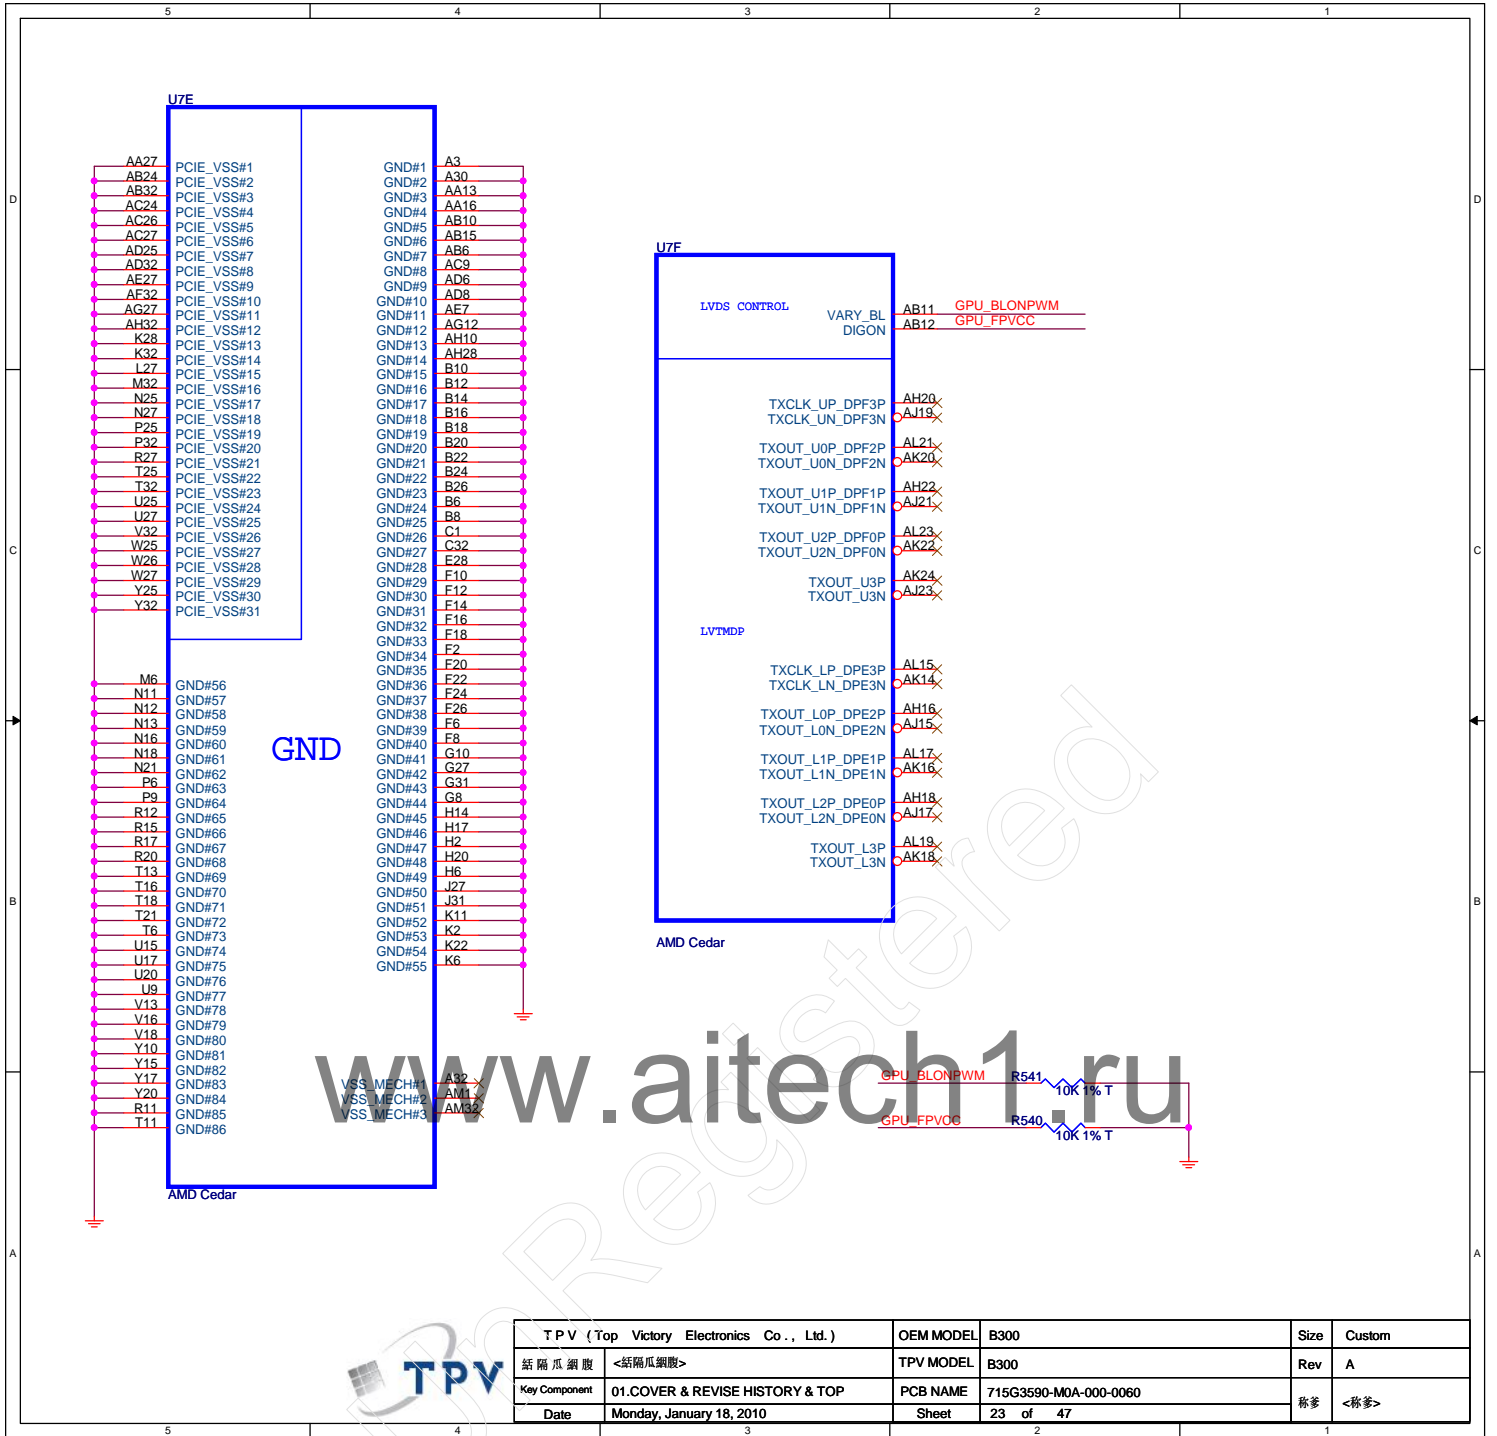 5 4 3 2 1
D D
C C
B B
A A
U7E
AA27 PCIE_VSS#1
AB24 PCIE_VSS#2
AB32 PCIE_VSS#3
AC24 PCIE_VSS#4
AC26 PCIE_VSS#5
AC27 PCIE_VSS#6
AD25 PCIE_VSS#7
AD32 PCIE_VSS#8
AE27 PCIE_VSS#9
AF32 PCIE_VSS#10
AG27 PCIE_VSS#11
AH32 PCIE_VSS#12
K28 PCIE_VSS#13
K32 PCIE_VSS#14
L27 PCIE_VSS#15
M32 PCIE_VSS#16
N25 PCIE_VSS#17
N27 PCIE_VSS#18
P25 PCIE_VSS#19
P32 PCIE_VSS#20
R27 PCIE_VSS#21
T25 PCIE_VSS#22
T32 PCIE_VSS#23
U25 PCIE_VSS#24
U27 PCIE_VSS#25
V32 PCIE_VSS#26
W25 PCIE_VSS#27
W26 PCIE_VSS#28
W27 PCIE_VSS#29
Y25 PCIE_VSS#30
Y32 PCIE_VSS#31
M6 GND#56
N11 GND#57
N12 GND#58
N13 GND#59
N16 GND#60
N18 GND#61
N21 GND#62
P6 GND#63
P9 GND#64
R12 GND#65
R15 GND#66
R17 GND#67
R20 GND#68
T13 GND#69
T16 GND#70
T18 GND#71
T21 GND#72
T6 GND#73
U15 GND#74
U17 GND#75
U20 GND#76
U9 GND#77
V13 GND#78
V16 GND#79
V18 GND#80
Y10 GND#81
Y15 GND#82
Y17 GND#83
Y20 GND#84
R11 GND#85
T11 GND#86
GND
GND#1 A3
GND#2 A30
GND#3 AA13
GND#4 AA16
GND#5 AB10
GND#6 AB15
GND#7 AB6
GND#8 AC9
GND#9 AD6
GND#10 AD8
GND#11 AE7
GND#12 AG12
GND#13 AH10
GND#14 AH28
GND#15 B10
GND#16 B12
GND#17 B14
GND#18 B16
GND#19 B18
GND#20 B20
GND#21 B22
GND#22 B24
GND#23 B26
GND#24 B6
GND#25 B8
GND#26 C1
GND#27 C32
GND#28 E28
GND#29 F10
GND#30 F12
GND#31 F14
GND#32 F16
GND#33 F18
GND#34 F2
GND#35 F20
GND#36 F22
GND#37 F24
GND#38 F26
GND#39 F6
GND#40 F8
GND#41 G10
GND#42 G27
GND#43 G31
GND#44 G8
GND#45 H14
GND#46 H17
GND#47 H2
GND#48 H20
GND#49 H6
GND#50 J27
GND#51 J31
GND#52 K11
GND#53 K2
GND#54 K22
GND#55 K6
VSS_MECH#1 A32
VSS_MECH#2 AM1
VSS_MECH#3 AM32
AMD Cedar
U7F
LVDS CONTROL
VARY_BL AB11 GPU_BLONPWM
DIGON AB12 GPU_FPVCC
TXCLK_UP_DPF3P AH20
TXCLK_UN_DPF3N AJ19
TXOUT_U0P_DPF2P AL21
TXOUT_U0N_DPF2N AK20
TXOUT_U1P_DPF1P AH22
TXOUT_U1N_DPF1N AJ21
TXOUT_U2P_DPF0P AL23
TXOUT_U2N_DPF0N AK22
TXOUT_U3P AK24
TXOUT_U3N AJ23
LVTMDP
TXCLK_LP_DPE3P AL15
TXCLK_LN_DPE3N AK14
TXOUT_L0P_DPE2P AH16
TXOUT_L0N_DPE2N AJ15
TXOUT_L1P_DPE1P AL17
TXOUT_L1N_DPE1N AK16
TXOUT_L2P_DPE0P AH18
TXOUT_L2N_DPE0N AJ17
TXOUT_L3P AL19
TXOUT_L3N AK18
AMD Cedar
GPU_BLONPWM R541 10K 1% T
GPU_FPVCC R540 10K 1% T
www.aitech1.ru
UnRegistered
TPV
T P V ( Top Victory Electronics Co . , Ltd. ) OEM MODEL B300 Size Custom
絬隔瓜絪腹 <絬隔瓜絪腹> TPV MODEL B300 Rev A
Key Component 01.COVER & REVISE HISTORY & TOP PCB NAME 715G3590-M0A-000-0060 称爹 <称爹>
Date Monday, January 18, 2010 Sheet 23 of 47
5 4 3 2 1